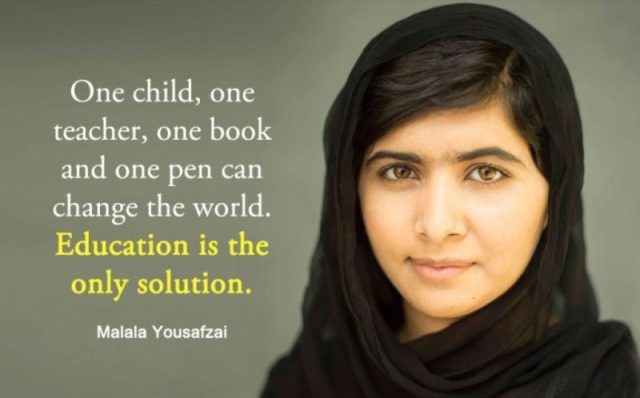 One child, one
teacher, one book
and one pen can
change the world.
Education is the
only solution.
Malala Yousafzai